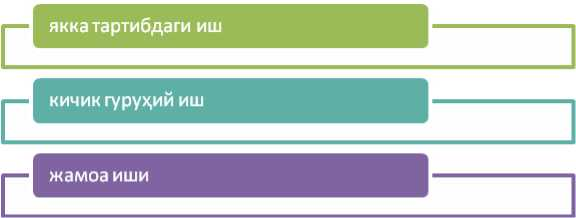 якка тартибдаги иш
кичик гуруҳий иш
жамоа иши